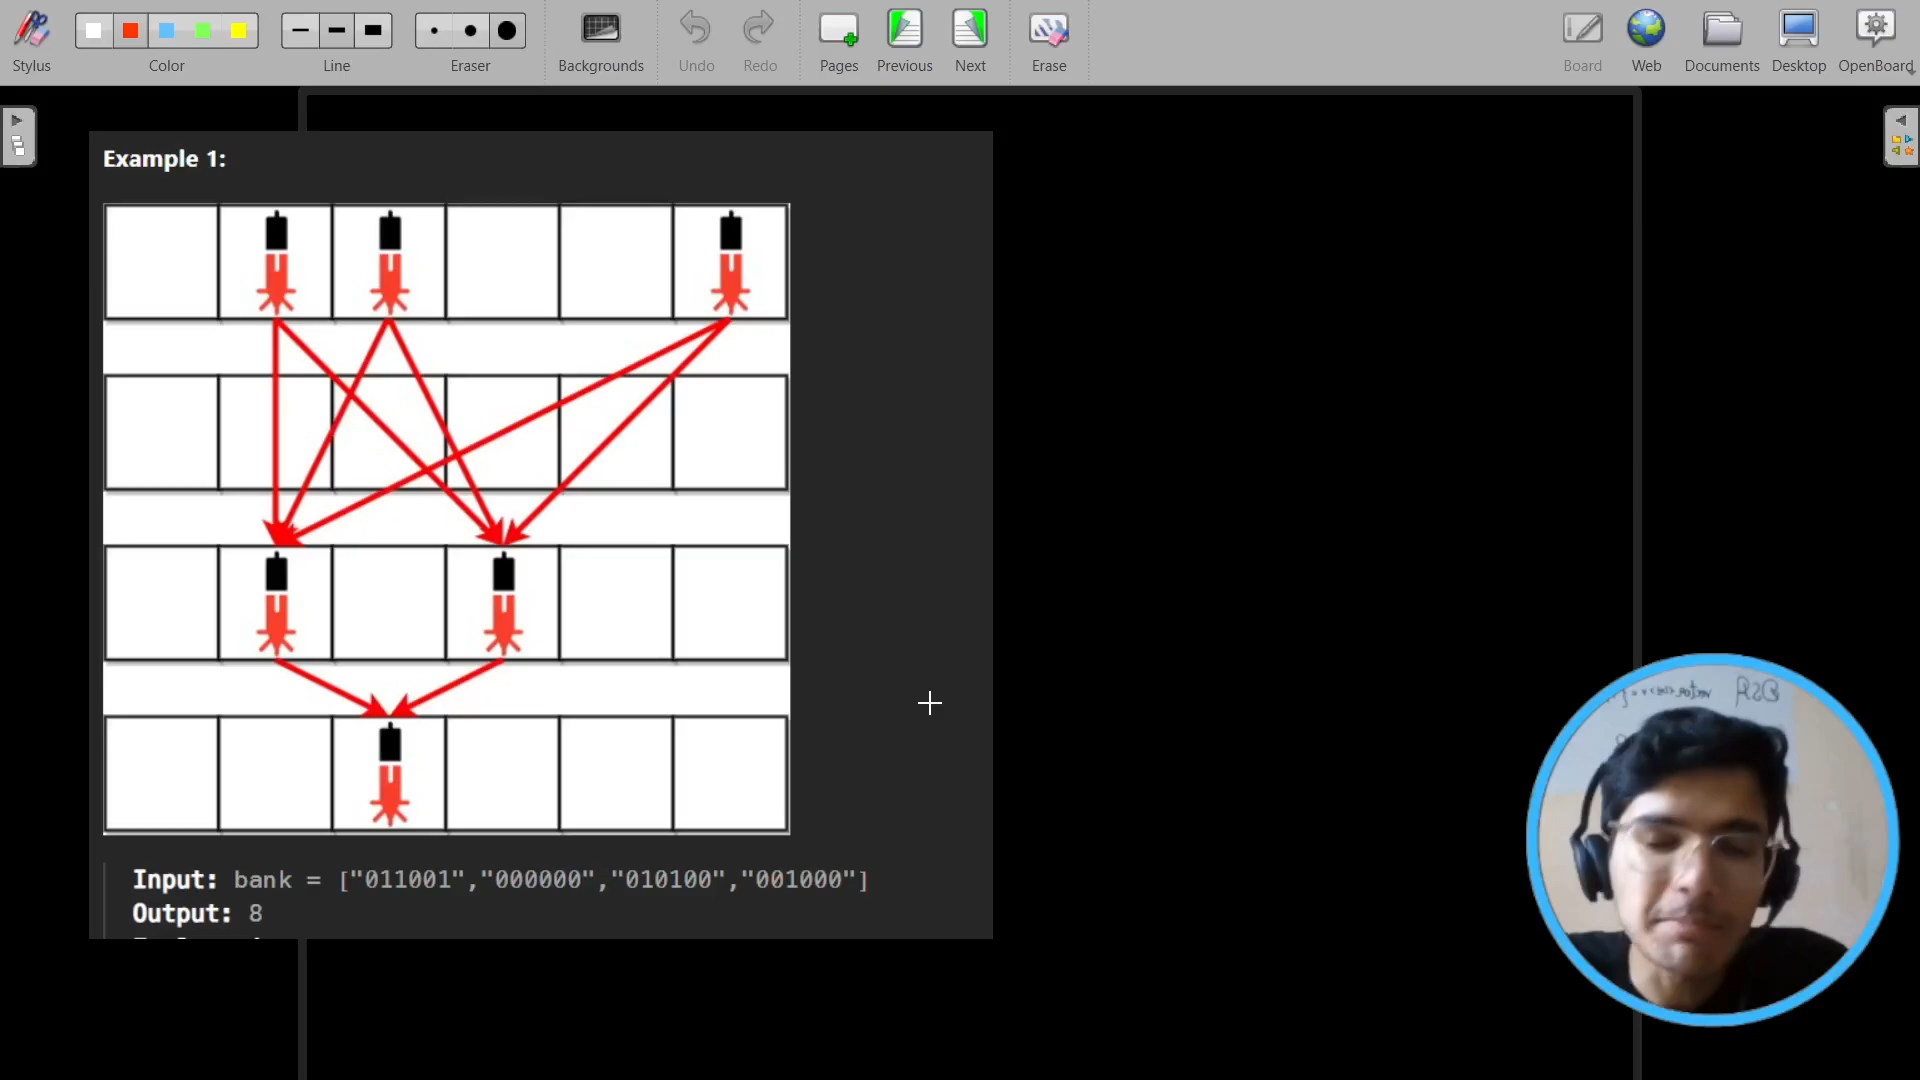 Stylus
Color
Line
Eraser
Backgrounds
Undo
Redo
Pages
Previous
Next
Erase
Board
Web
Documents
Desktop
OpenBoard
Example 1:
Input: bank = ["011001","000000","010100","001000"]
Output: 8
DSA